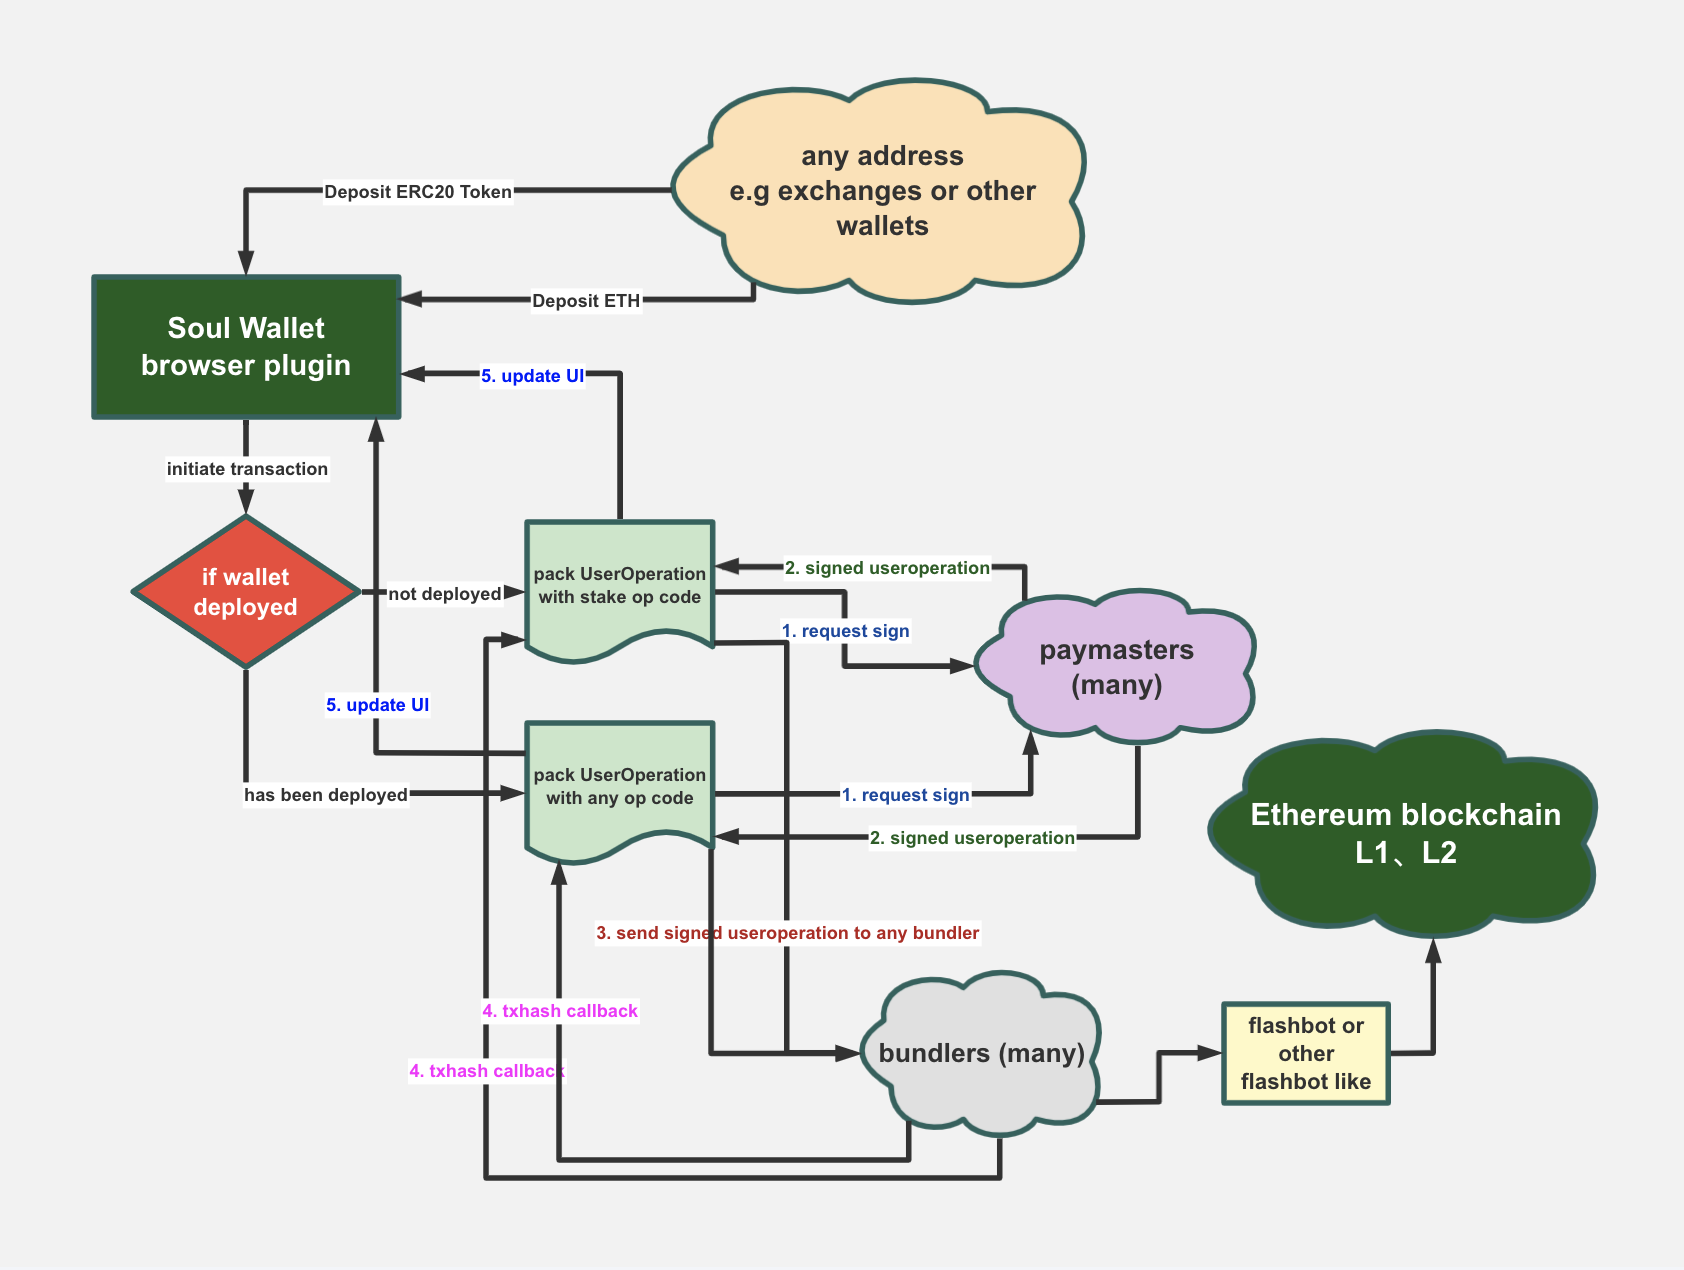 any address
e.g exchanges or other
wallets
Deposit ERC20 Token
Deposit ETH
Soul Wallet
browser plugin
5. update UI
initiate transaction
if wallet
deployed
not deployed
pack UserOperation
with stake op code
2. signed useroperation
1. request sign
paymasters
(many)
5. update UI
has been deployed
pack UserOperation
with any op code
1. request sign
2. signed useroperation
Ethereum blockchain
L1、L2
3. send signed useroperation to any bundler
4. txhash callback
4. txhash callback
bundlers (many)
flashbot or
other
flashbot like